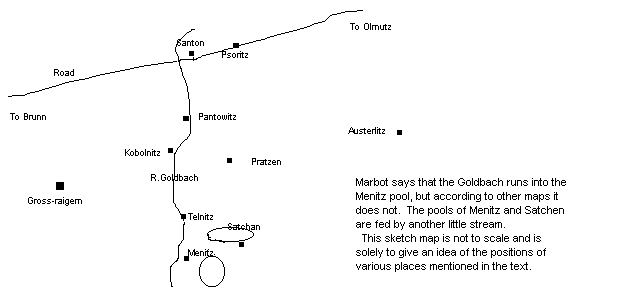 To Olmutz
Santon
Psoritz
Road
To Brunn
Pantowitz
Austerlitz
Kobolnitz
Pratzen
R.Goldbach
Gross-raigern
Telnitz
Satchan
Menitz
Marbot says that the Goldbach runs into the
Menitz pool, but according to other maps it
does not. The pools of Menitz and Satchen
are fed by another little stream.
This sketch map is not to scale and is
solely to give an idea of the positions of
various places mentioned in the text.